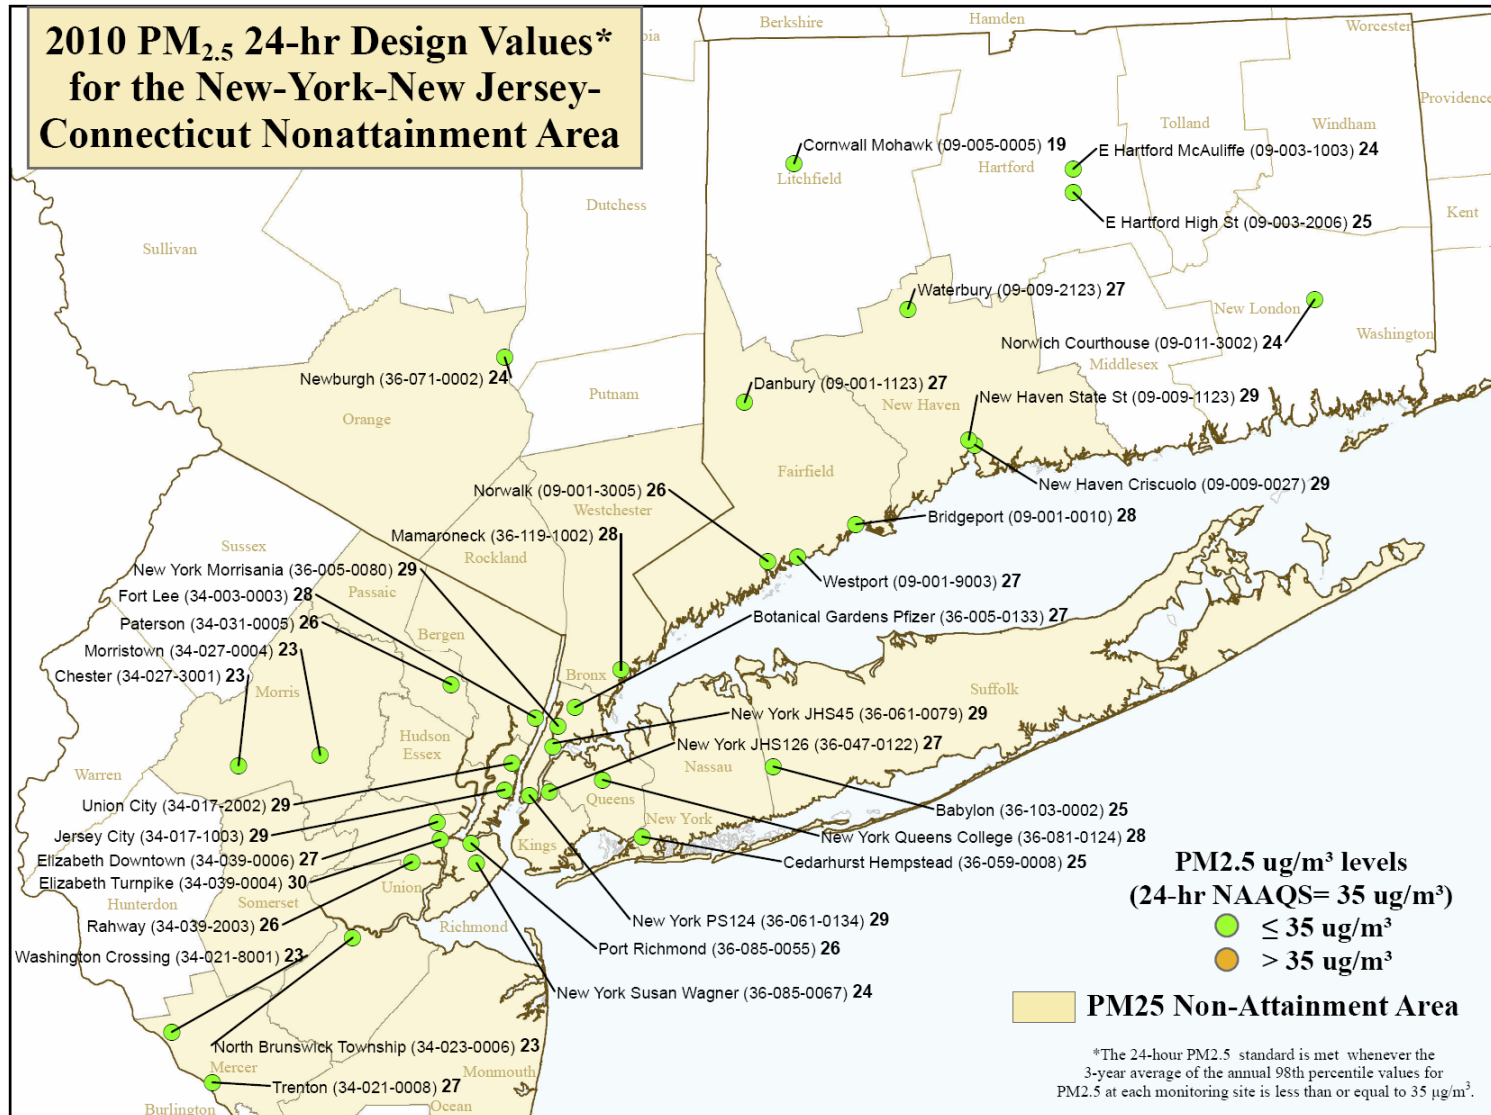 2010 PM2.5 24-hr Design Values*
for the New-York-New Jersey-
Connecticut Nonattainment Area
bia
Berkshire
Hamden
Worcester
Providence
Tolland
Windham
Cornwall Mohawk (09-005-0005) 19
E Hartford McAuliffe (09-003-1003) 24
Litchfield
Hartford
Dutchess
Kent
E Hartford High St (09-003-2006) 25
Sullivan
Waterbury (09-009-2123) 27
New London
Washington
Norwich Courthouse (09-011-3002) 24
Middlesex
Newburgh (36-071-0002) 24
Danbury (09-001-1123) 27
Putnam
New Haven
New Haven State St (09-009-1123) 29
Orange
Fairfield
New Haven Criscuolo (09-009-0027) 29
Norwalk (09-001-3005) 26
Westchester
Bridgeport (09-001-0010) 28
Mamaroneck (36-119-1002) 28
Sussex
Rockland
New York Morrisania (36-005-0080) 29
Westport (09-001-9003) 27
Passaic
Fort Lee (34-003-0003) 28
Botanical Gardens Pfizer (36-005-0133) 27
Paterson (34-031-0005) 26
Bergen
Morristown (34-027-0004) 23
Chester (34-027-3001) 23
Bronx
Morris
Suffolk
New York JHS45 (36-061-0079) 29
Hudson
Essex
New York JHS126 (36-047-0122) 27
Nassau
Warren
Queens
Union City (34-017-2002) 29
Babylon (36-103-0002) 25
New York
Jersey City (34-017-1003) 29
New York Queens College (36-081-0124) 28
Kings
Elizabeth Downtown (34-039-0006) 27
Cedarhurst Hempstead (36-059-0008) 25
Elizabeth Turnpike (34-039-0004) 30
Union
Hunterdon
Somerset
Rahway (34-039-2003) 26
Richmond
New York PS124 (36-061-0134) 29
Port Richmond (36-085-0055) 26
Washington Crossing (34-021-8001) 23
New York Susan Wagner (36-085-0067) 24
North Brunswick Township (34-023-0006) 23
Mercer
Monmouth
Trenton (34-021-0008) 27
Burlington
Ocean
PM2.5 ug/m³ levels
(24-hr NAAQS= 35 ug/m³)
≤ 35 ug/m³
> 35 ug/m³
PM25 Non-Attainment Area
*The 24-hour PM2.5 standard is met whenever the
3-year average of the annual 98th percentile values for
PM2.5 at each monitoring site is less than or equal to 35 µg/m³.